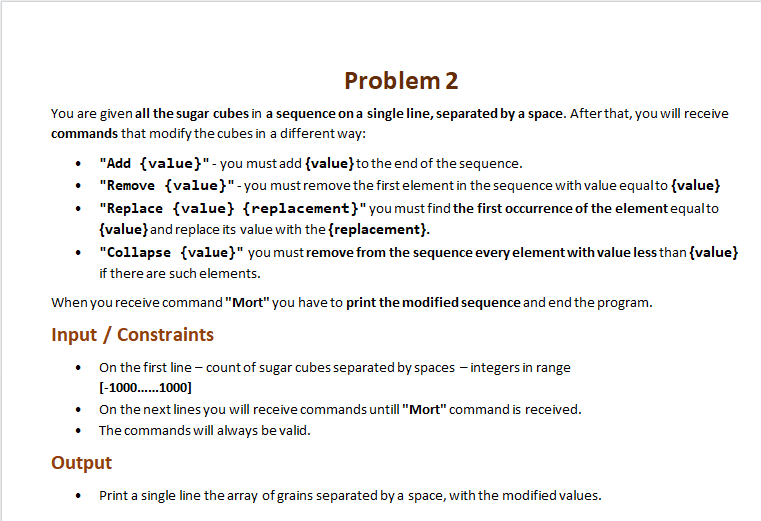 Problem 2
You are given all the sugar cubes in a sequence on a single line, separated by a space. After that, you will receive
commands that modify the cubes in a different way:
• "Add {value}" - you must add {value} to the end of the sequence.
• "Remove {value}" - you must remove the first element in the sequence with value equal to {value}
• "Replace {value} {replacement}" you must find the first occurrence of the element equal to
{value} and replace its value with the {replacement}.
• "Collapse {value}" you must remove from the sequence every element with value less than {value}
if there are such elements.
When you receive command "Mort" you have to print the modified sequence and end the program.
Input / Constraints
• On the first line – count of sugar cubes separated by spaces – integers in range
[-1000......1000]
• On the next lines you will receive commands untill "Mort" command is received.
• The commands will always be valid.
Output
• Print a single line the array of grains separated by a space, with the modified values.